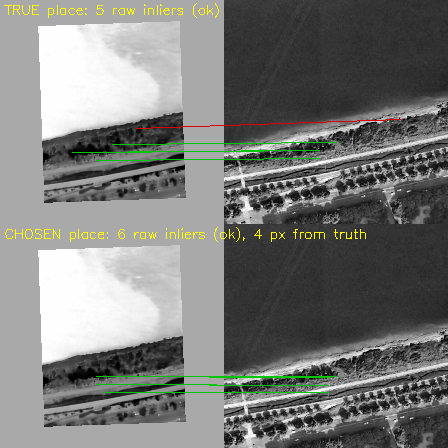 TRUE place: 5 raw inliers (ok)
CHOSEN place: 6 raw inliers (ok), 4 px from truth